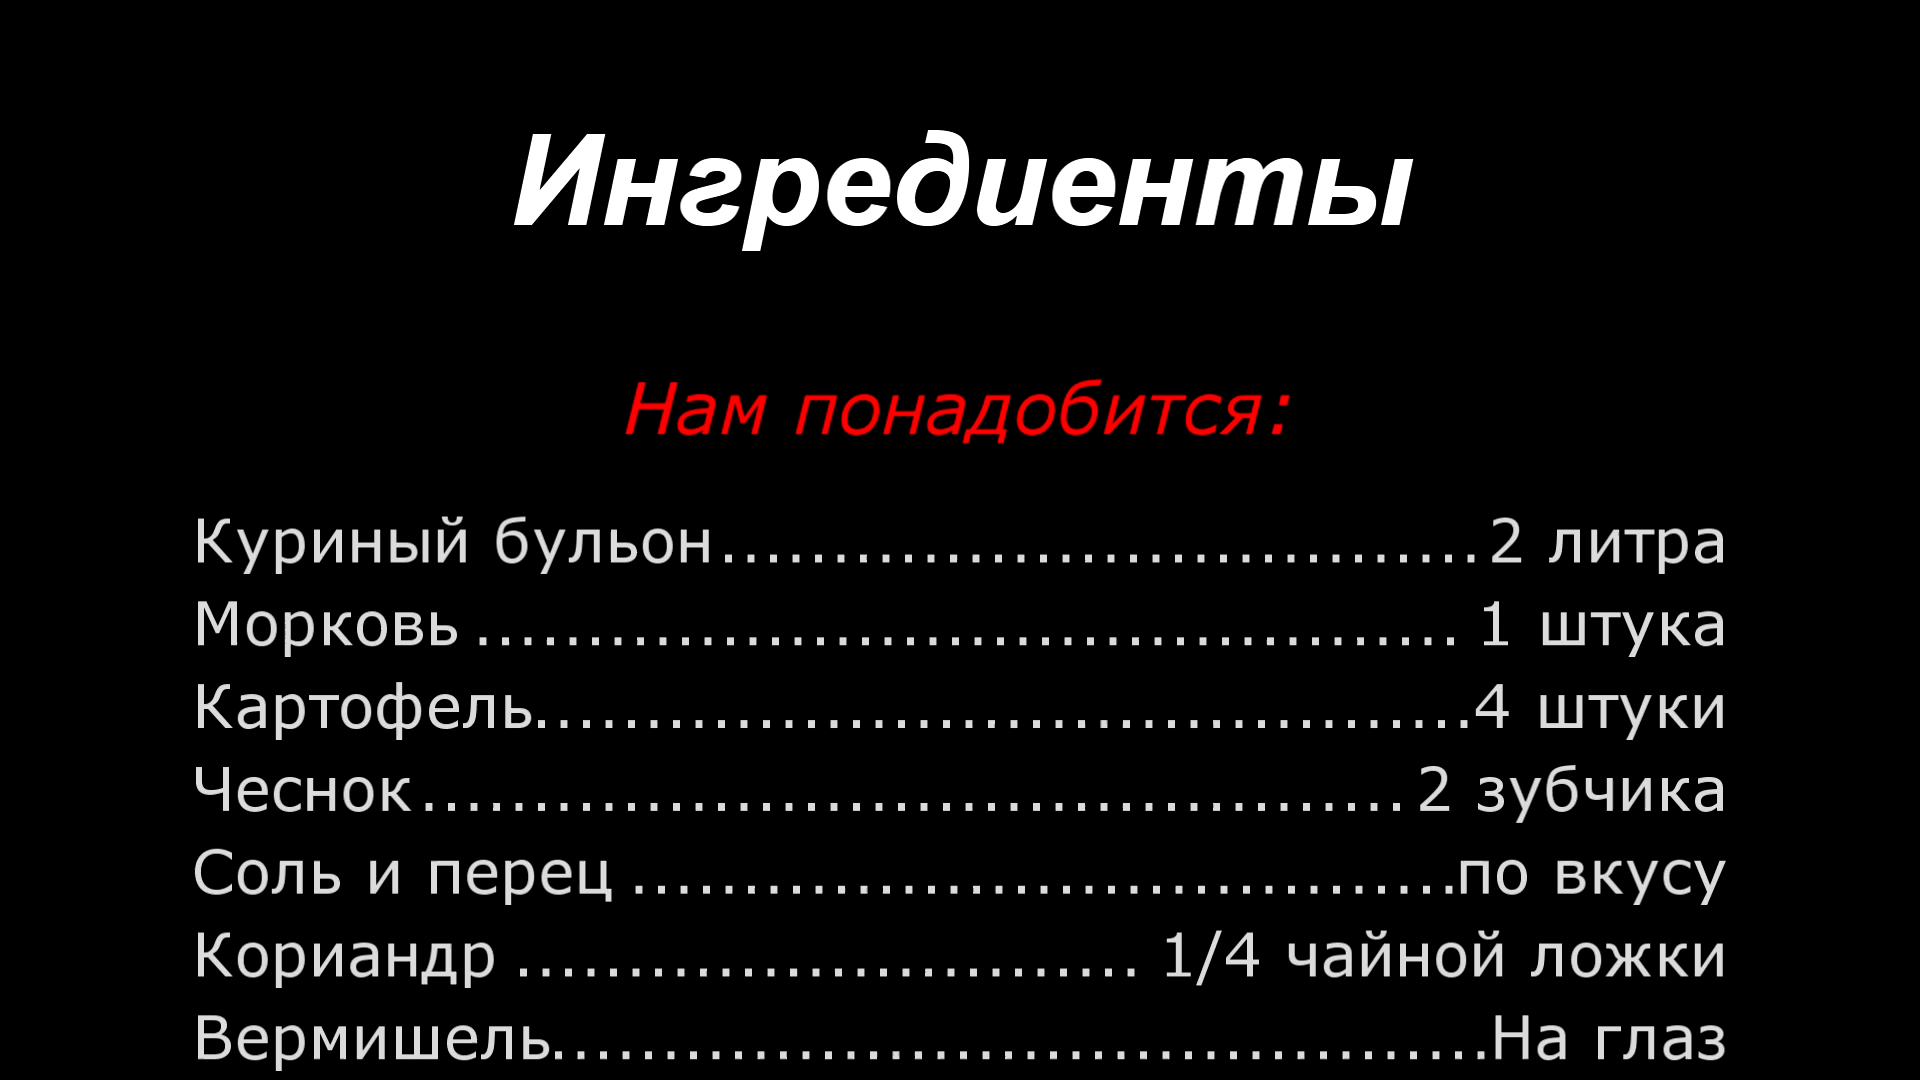 Ингредиенты
Нам понадобится:
Куриный бульон..................................2 литра
Морковь ............................................ 1 штука
Картофель..........................................4 штуки
Чеснок............................................ 2 зубчика
Соль и перец .....................................по вкусу
Кориандр ............................ 1/4 чайной ложки
Вермишель..........................................На глаз